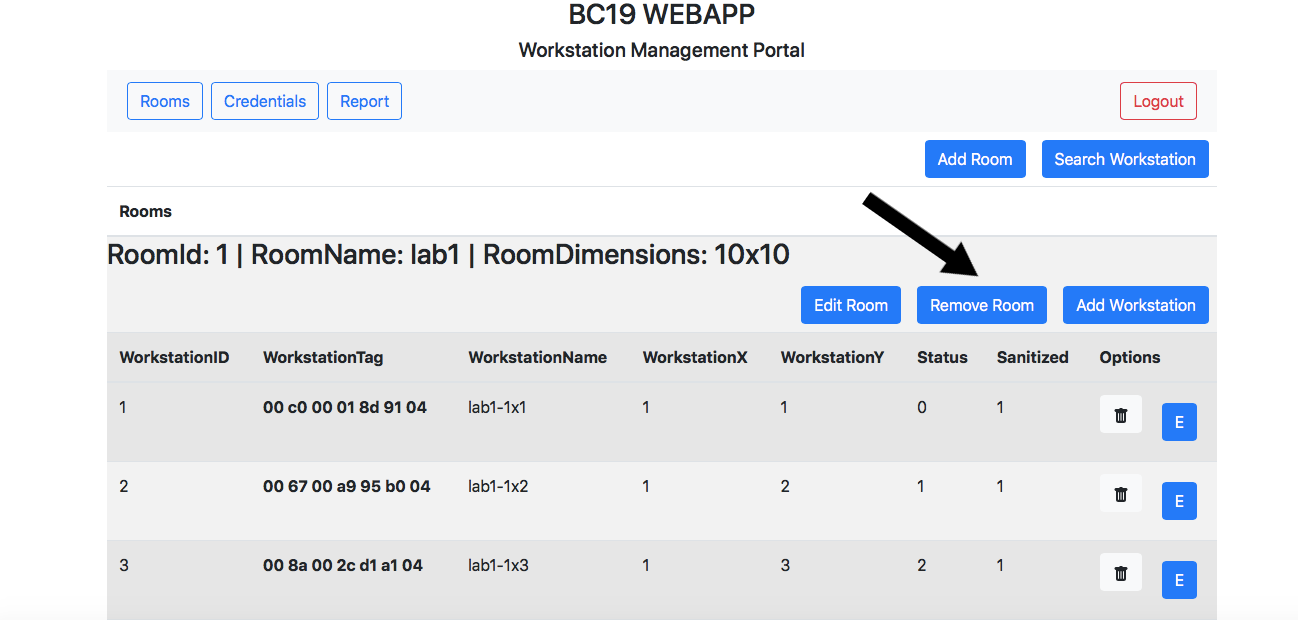 BC19 WEBAPP
Workstation Management Portal
Rooms Credentials Report Logout
Add Room Search Workstation
Rooms
RoomId: 1 | RoomName: lab1 | RoomDimensions: 10x10
Edit Room Remove Room Add Workstation
WorkstationID WorkstationTag WorkstationName WorkstationX WorkstationY Status Sanitized Options
1 00 c0 00 01 8d 91 04 lab1-1x1 1 1 0 1 E
2 00 67 00 a9 95 b0 04 lab1-1x2 1 2 1 1 E
3 00 8a 00 2c d1 a1 04 lab1-1x3 1 3 2 1 E